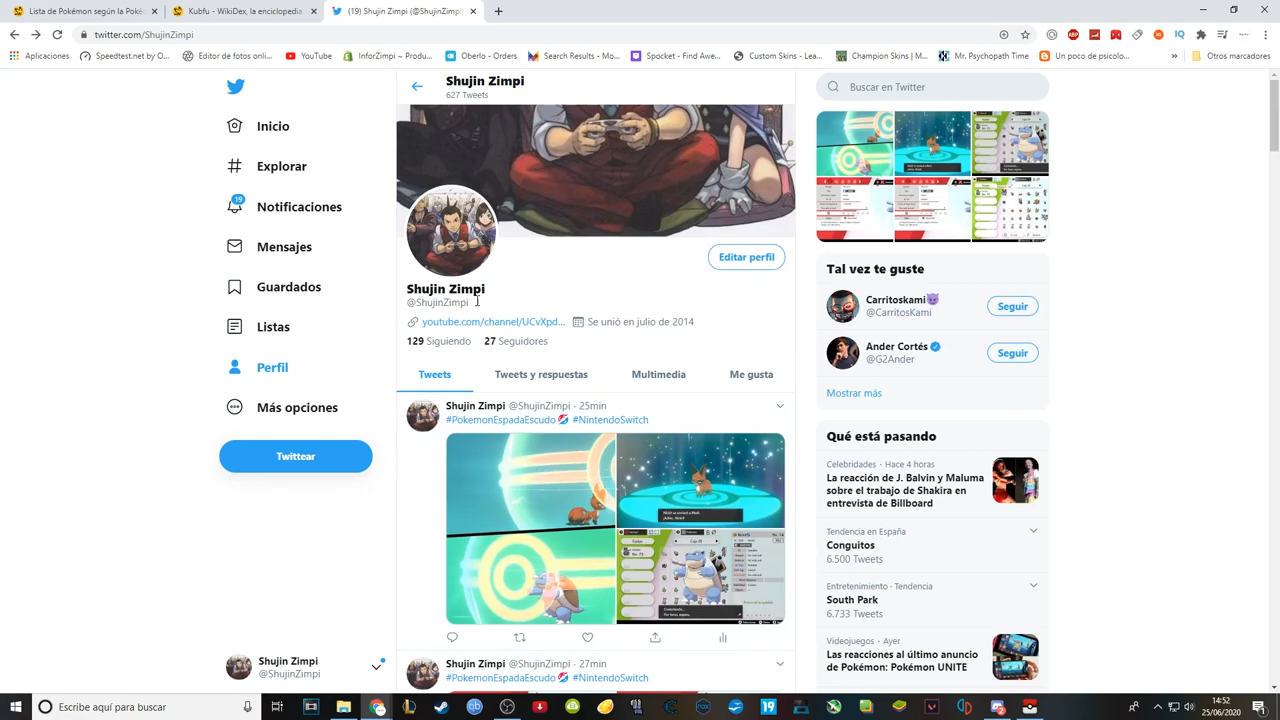 Lista de Pokémon según la Poké
Kubfu - WikiDex, la enciclopedi
(19) Shujin Zimpi (@ShujinZimpi)
twitter.com/ShujinZimpi
Aplicaciones
Speedtest.net by O...
Editor de fotos onli...
YouTube
InforZimpi ~ Produ...
Oberlo - Orders
Search Results - Mo...
Spocket - Find Awe...
Custom Skins - Lea...
Champion Skins | M...
Mr. Psychopath Time
Un poco de psicolo...
»
Otros marcadores
Shujin Zimpi
627 Tweets
Buscar en Twitter
Inicio
Explorar
19
Notificaciones
Mensajes
Guardados
Listas
Perfil
Más opciones
Twittear
Editar perfil
Shujin Zimpi
@ShujinZimpi
youtube.com/channel/UCvXpd...
Se unió en julio de 2014
129 Siguiendo 27 Seguidores
Tweets
Tweets y respuestas
Multimedia
Me gusta
Shujin Zimpi @ShujinZimpi · 25min
#PokemonEspadaEscudo #NintendoSwitch
Shujin Zimpi @ShujinZimpi · 27min
#PokemonEspadaEscudo #NintendoSwitch
Tal vez te guste
Carritoskami
@CarritosKami
Seguir
Ander Cortés
@G2Ander
Seguir
Mostrar más
Qué está pasando
Celebridades · Hace 4 horas
La reacción de J. Balvin y Maluma
sobre el trabajo de Shakira en
entrevista de Billboard
Tendencia en España
Conguitos
6.500 Tweets
Entretenimiento · Tendencia
South Park
6.733 Tweets
Videojuegos · Ayer
Las reacciones al último anuncio
de Pokémon: Pokémon UNITE
Shujin Zimpi
@ShujinZimpi
Escribe aquí para buscar
14:52
25/06/2020